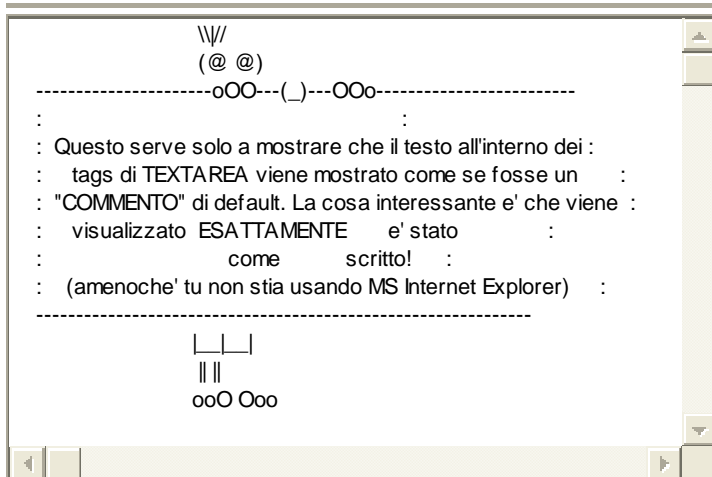 \\|//
(@ @)
----------------------oOO---(_)---OOo-------------------------
:                                             :
:  Questo serve solo a mostrare che il testo all'interno dei :
:    tags di TEXTAREA viene mostrato come se fosse un     :
:  "COMMENTO" di default. La cosa interessante e' che viene  :
:    visualizzato  ESATTAMENTE     e' stato           :
:                       come         scritto!     :
:   (amenoche' tu non stia usando MS Internet Explorer)     :
--------------------------------------------------------------
|__|__|
|| ||
ooO Ooo